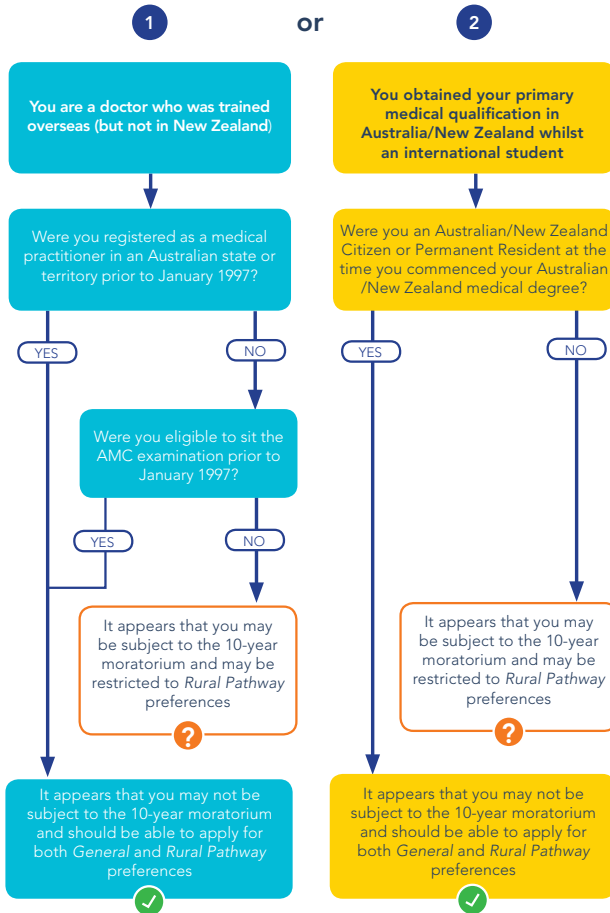 1
or
2
You are a doctor who was trained
overseas (but not in New Zealand)
You obtained your primary
medical qualification in
Australia/New Zealand whilst
an international student
Were you registered as a medical
practitioner in an Australian state or
territory prior to January 1997?
Were you an Australian/New Zealand
Citizen or Permanent Resident at the
time you commenced your Australian
/New Zealand medical degree?
YES
NO
YES
NO
Were you eligible to sit the
AMC examination prior to
January 1997?
YES
NO
It appears that you may
be subject to the 10-year
moratorium and may be
restricted to Rural Pathway
preferences
?
It appears that you may
be subject to the 10-year
moratorium and may be
restricted to Rural Pathway
preferences
?
It appears that you may not be
subject to the 10-year moratorium
and should be able to apply for
both General and Rural Pathway
preferences
It appears that you may not be
subject to the 10-year moratorium
and should be able to apply for
both General and Rural Pathway
preferences